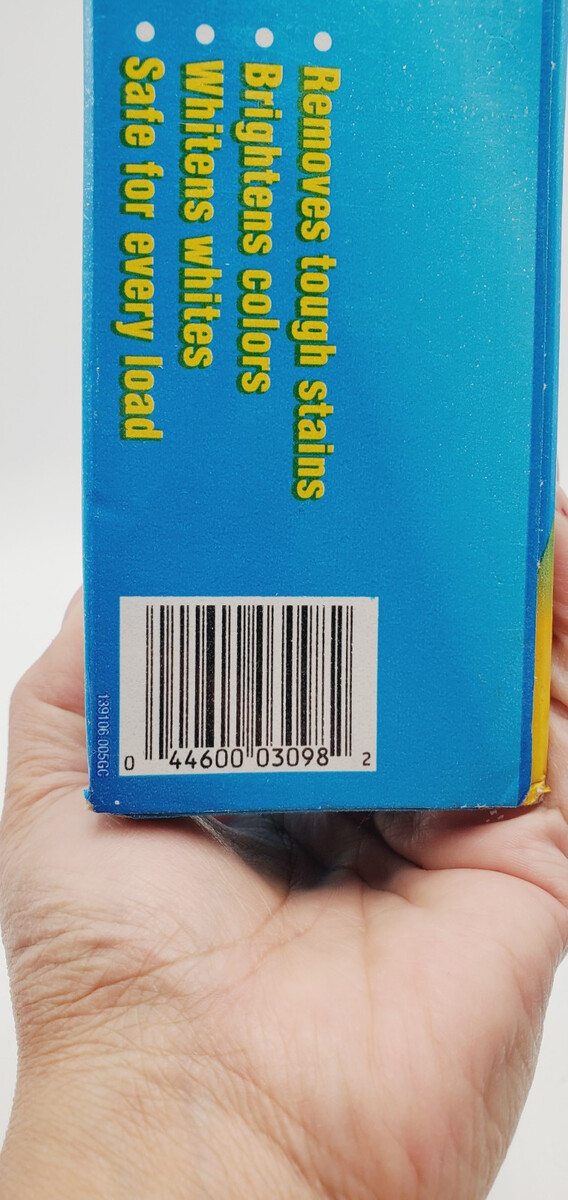 • Removes tough stains
• Brightens colors
• Whitens whites
• Safe for every load
139106.005GC
0 44600 03098 2